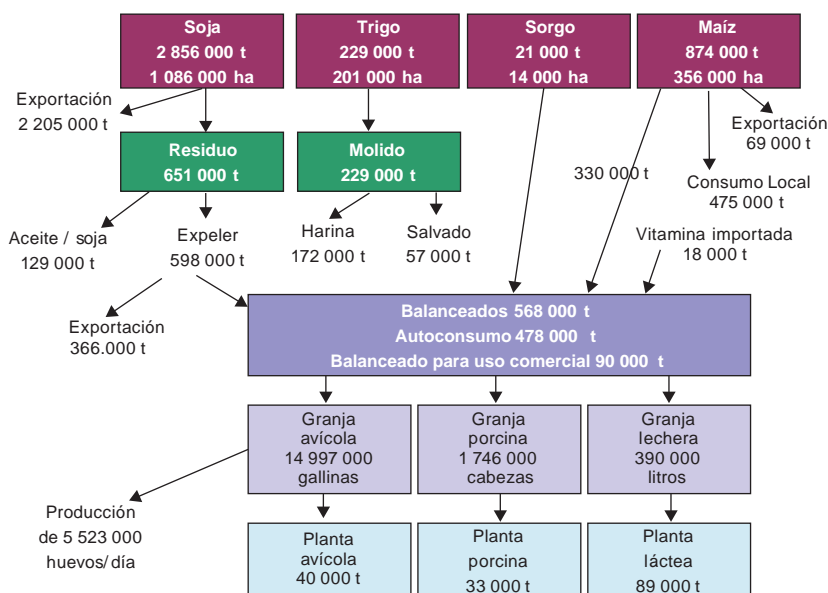 Soja
2 856 000 t
1 086 000 ha
Trigo
229 000 t
201 000 ha
Sorgo
21 000 t
14 000 ha
Maíz
874 000 t
356 000 ha
Exportación
2 205 000 t
Exportación
69 000 t
Residuo
651 000 t
Molido
229 000 t
330 000 t
Consumo Local
475 000 t
Aceite / soja
129 000 t
Expeler
598 000 t
Harina
172 000 t
Salvado
57 000 t
Vitamina importada
18 000 t
Exportación
366.000 t
Balanceados 568 000 t
Autoconsumo 478 000 t
Balanceado para uso comercial 90 000 t
Granja
avícola
14 997 000
gallinas
Granja
porcina
1 746 000
cabezas
Granja
lechera
390 000
litros
Producción
de 5 523 000
huevos/día
Planta
avícola
40 000 t
Planta
porcina
33 000 t
Planta
láctea
89 000 t